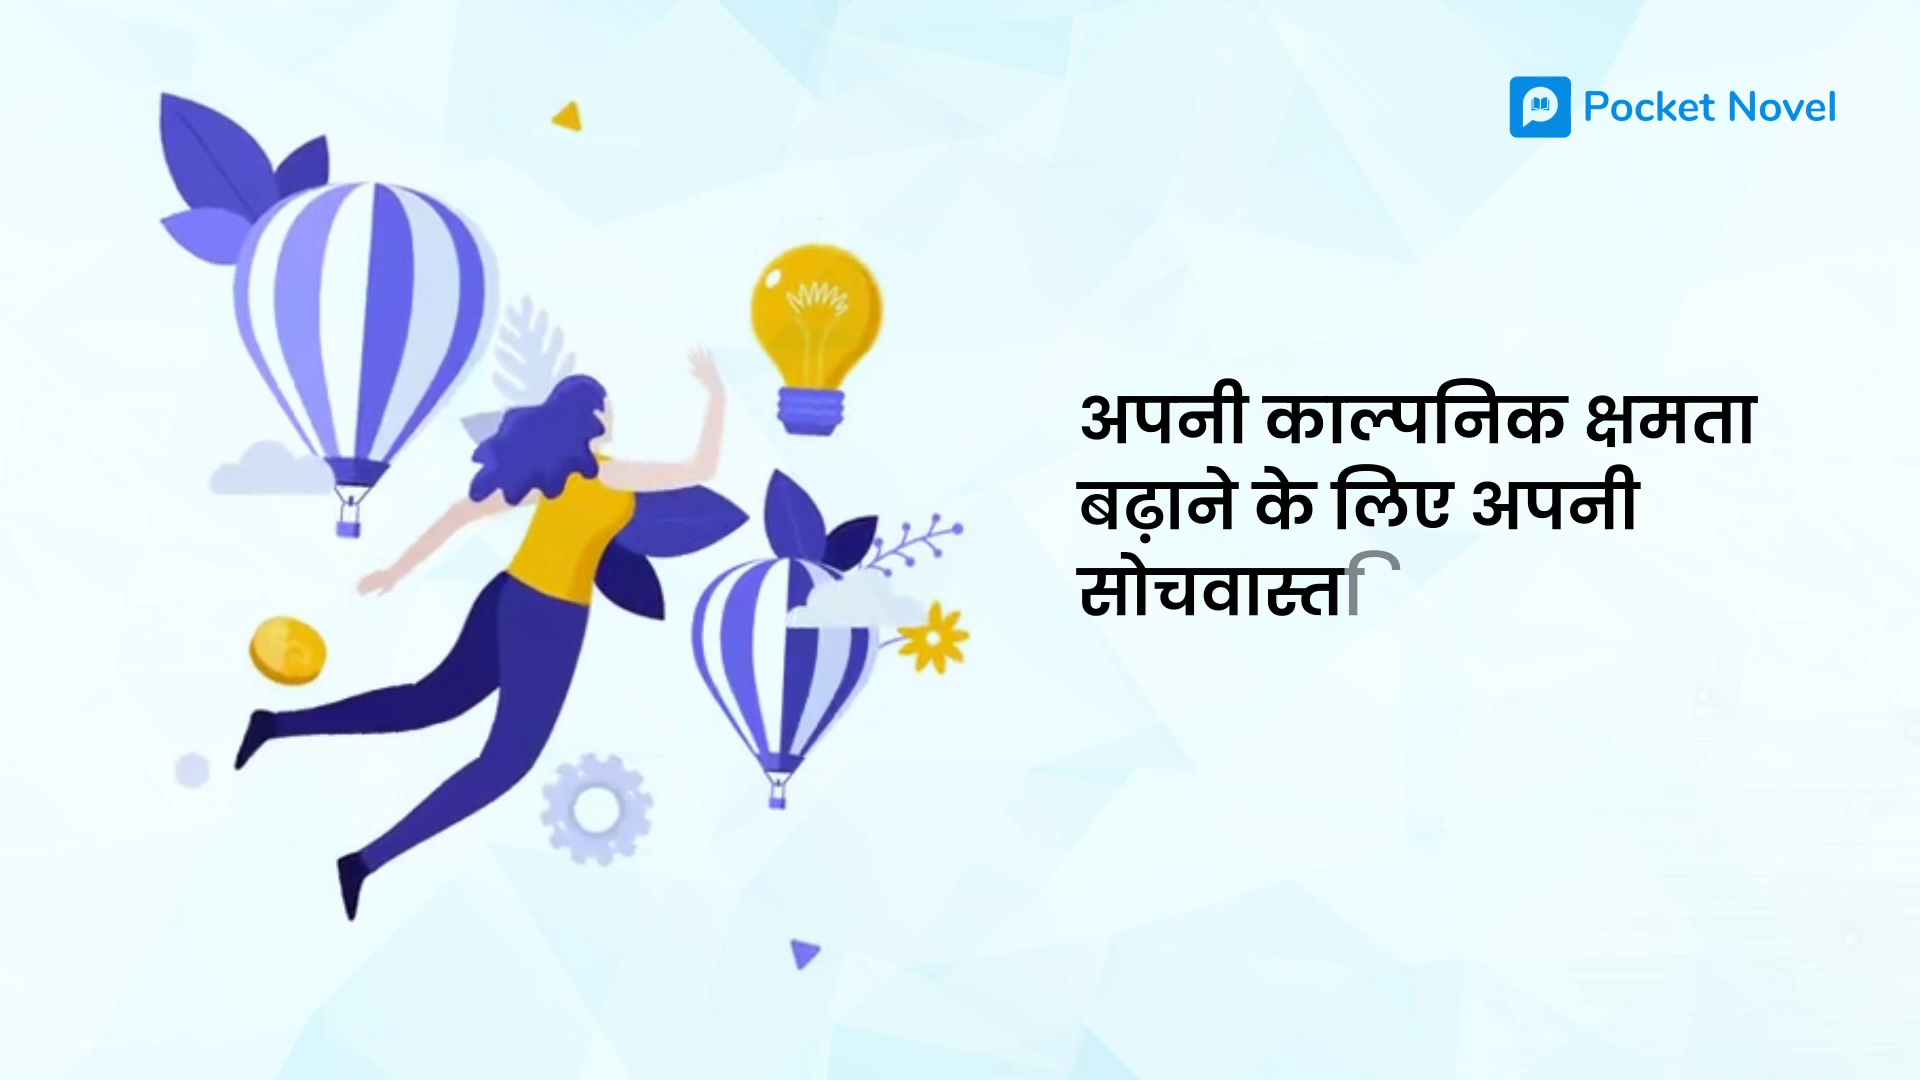 Pocket Novel
अपनी काल्पनिक क्षमता
बढ़ाने के लिए अपनी
सोचवास्ति